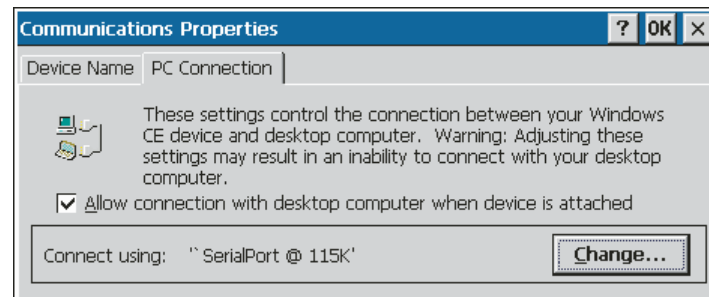 Communications Properties ? OK ×
Device Name PC Connection
These settings control the connection between your Windows
CE device and desktop computer. Warning: Adjusting these
settings may result in an inability to connect with your desktop
computer.
Allow connection with desktop computer when device is attached
Connect using: '`SerialPort @ 115K' Change...